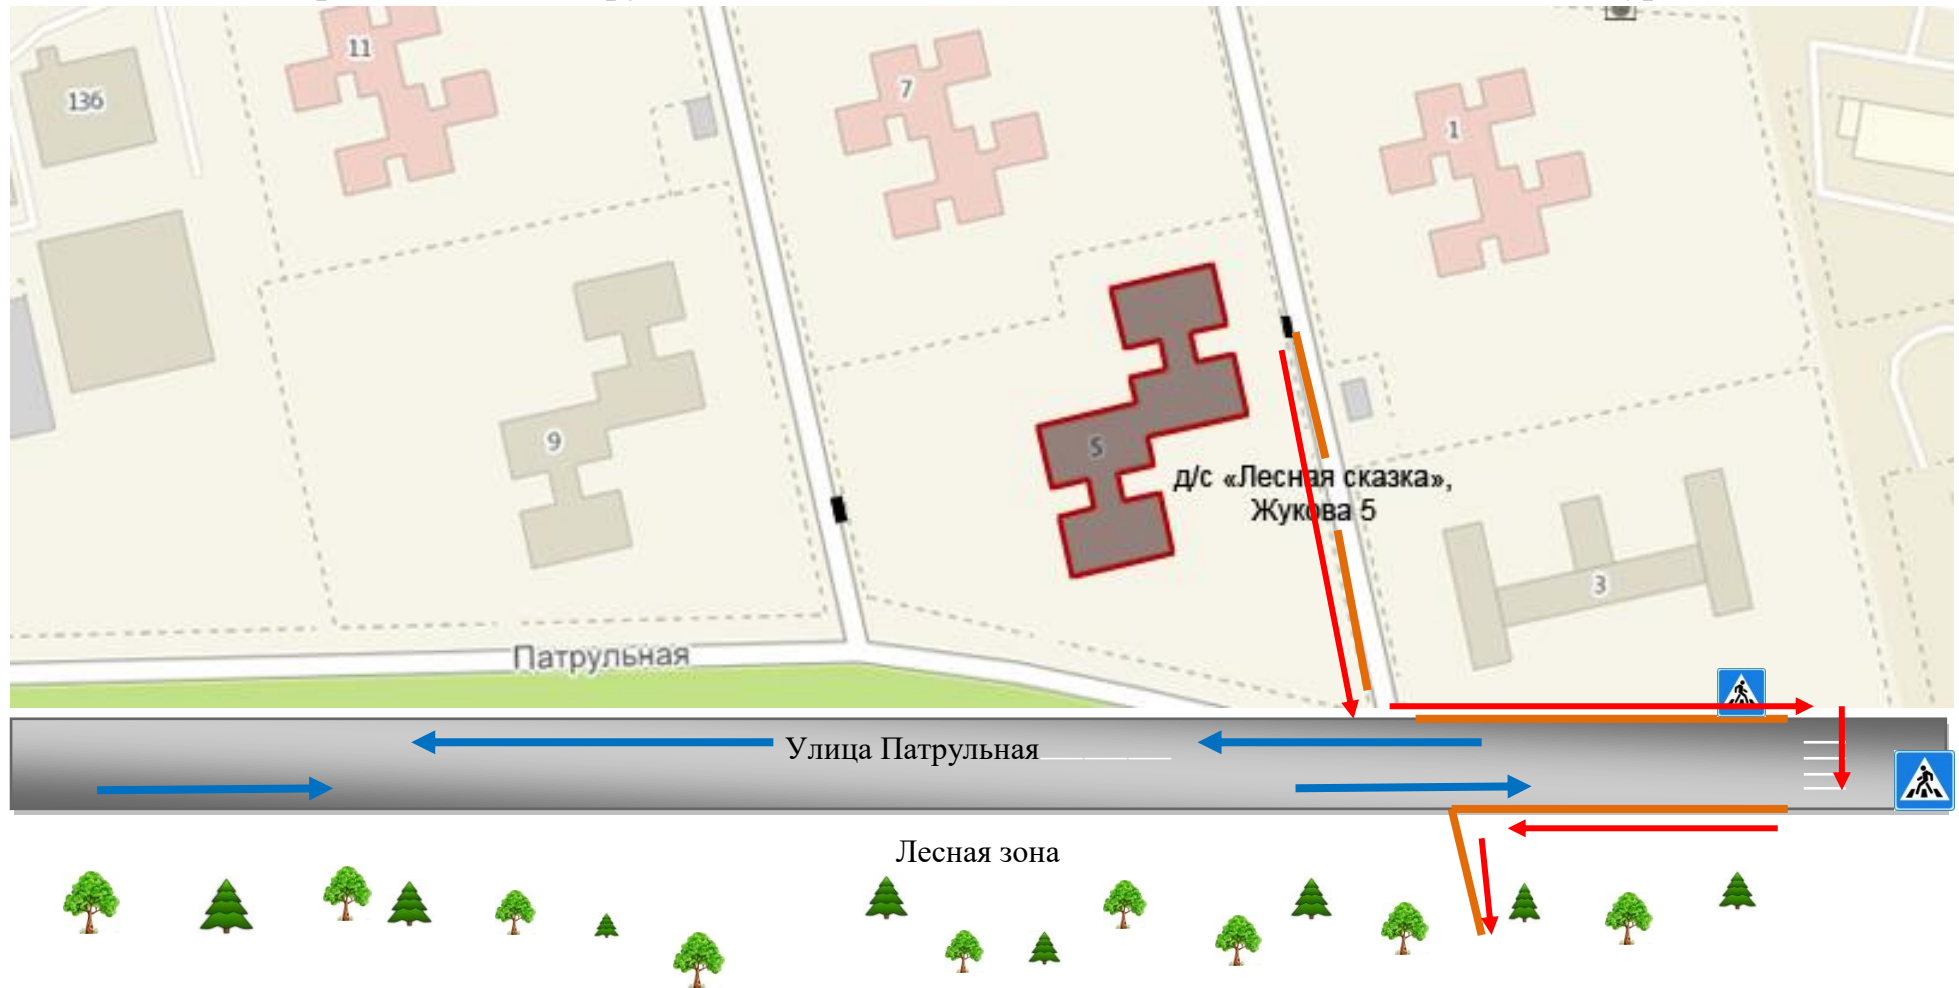 11
136
7
1
9
5
д/с «Лесная сказка»,
Жукова 5
3
Патрульная
Улица Патрульная
Лесная зона